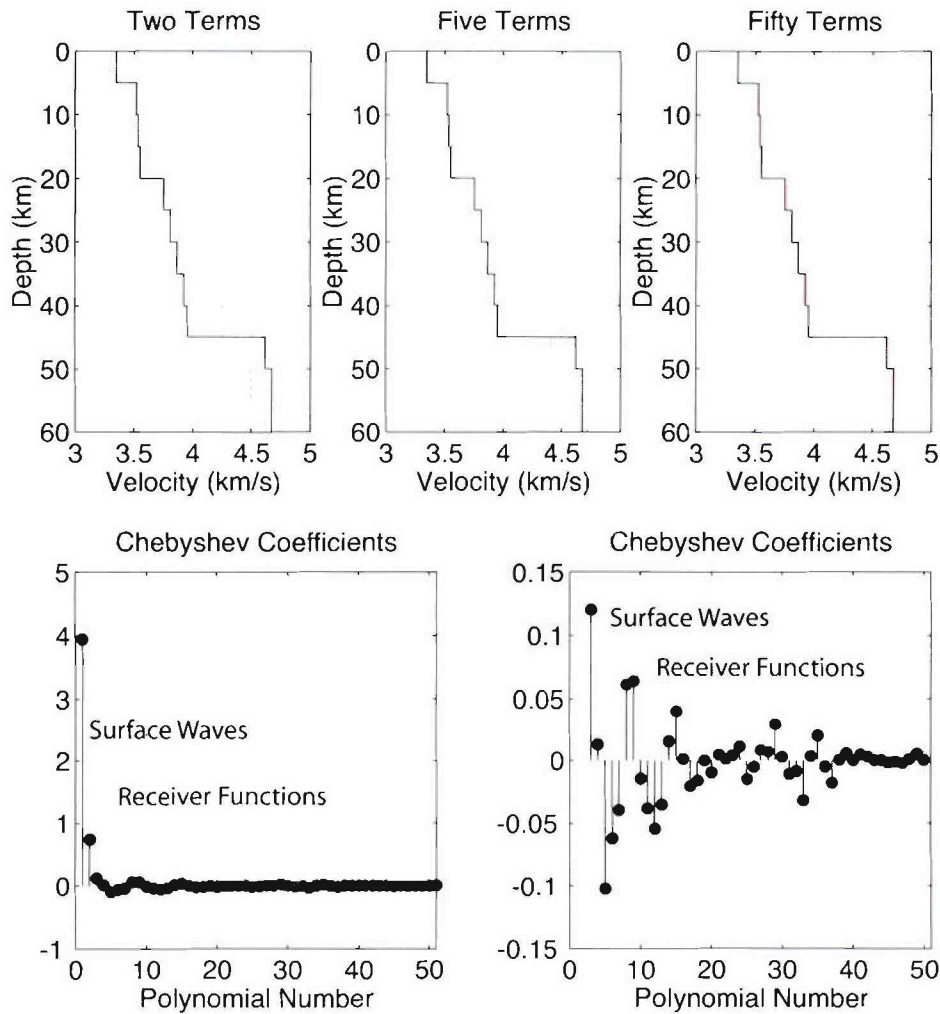 Two Terms
Five Terms
Fifty Terms
0
10
20
30
40
50
60
Depth (km)
3 3.5 4 4.5 5
Velocity (km/s)
0
10
20
30
40
50
60
Depth (km)
3 3.5 4 4.5 5
Velocity (km/s)
0
10
20
30
40
50
60
Depth (km)
3 3.5 4 4.5 5
Velocity (km/s)
Chebyshev Coefficients
5
4
3
2
1
0
-1
Surface Waves
Receiver Functions
0 10 20 30 40 50
Polynomial Number
Chebyshev Coefficients
0.15
0.1
0.05
0
-0.05
-0.1
-0.15
Surface Waves
Receiver Functions
0 10 20 30 40 50
Polynomial Number